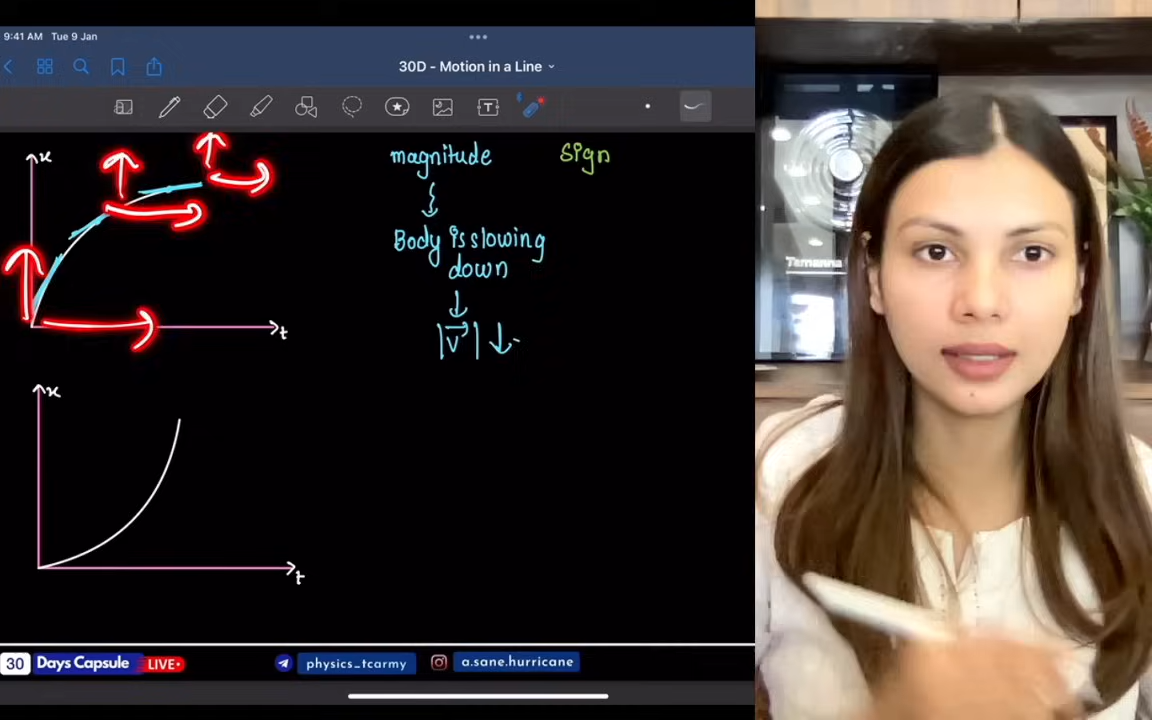 9:41 AM Tue 9 Jan
30D - Motion in a Line
T
x
magnitude
Sign
Body is slowing
down
|v| ↓
t
x
t
Tamanna
30 Days Capsule LIVE
physics_tcarmy
a.sane.hurricane